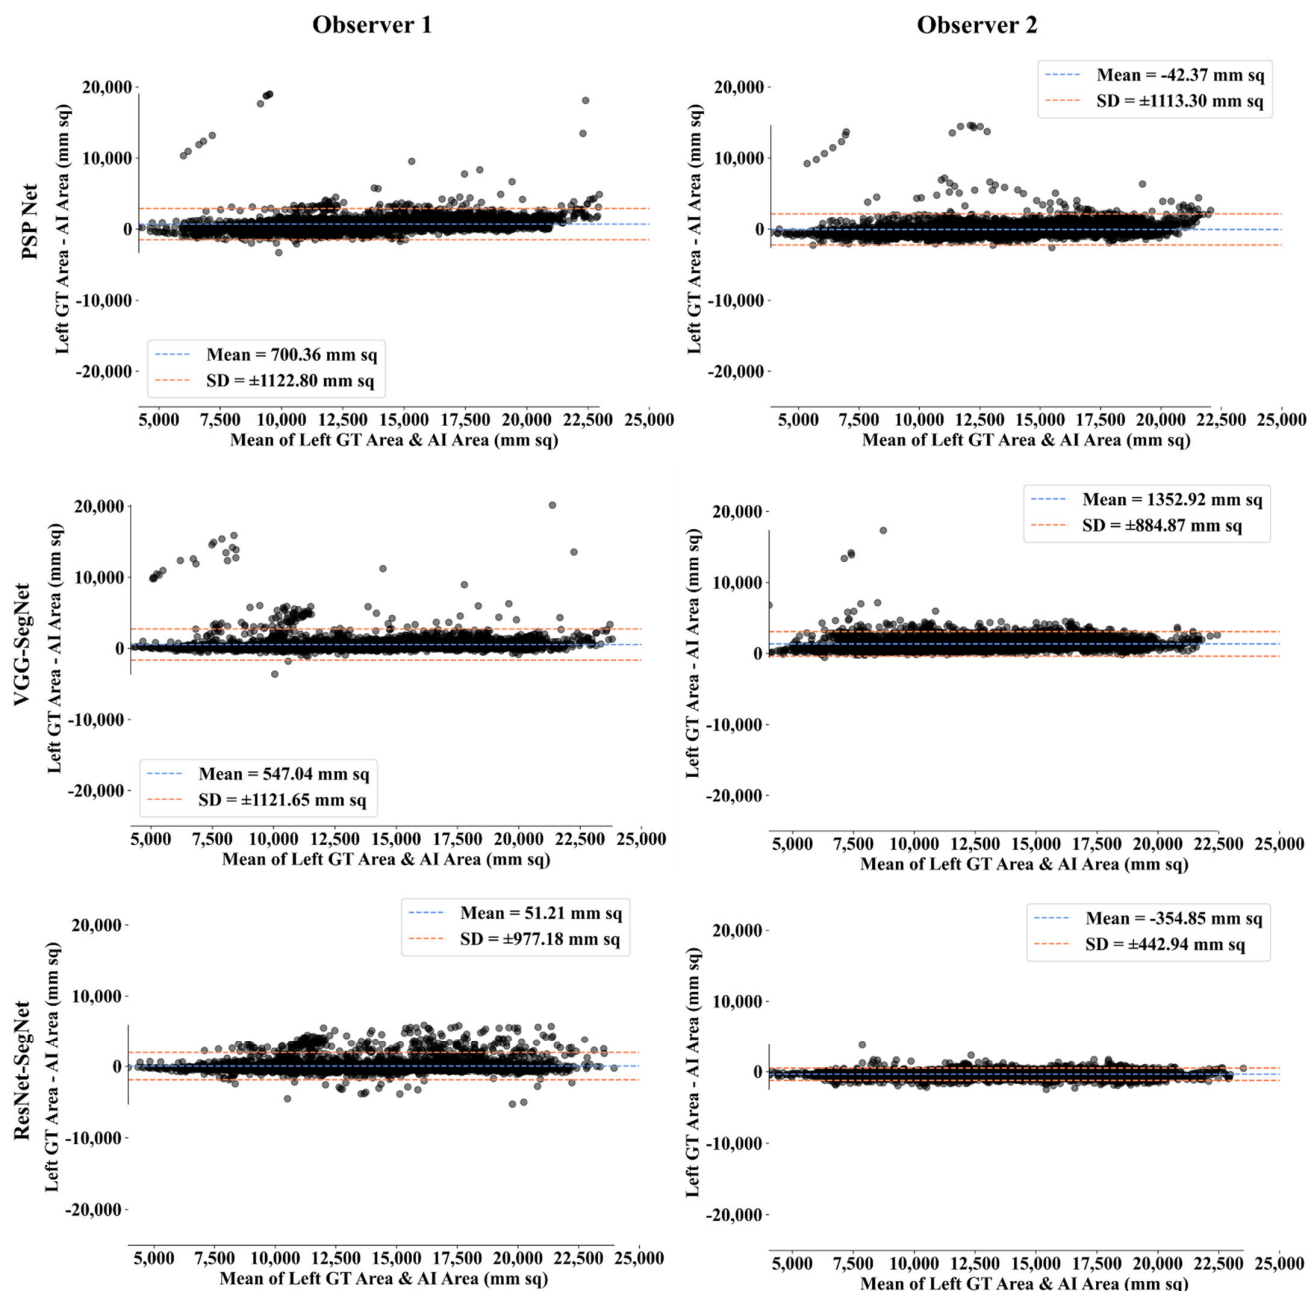 Observer 1
Observer 2
PSP Net
Left GT Area - AI Area (mm sq)
20,000
10,000
0
-10,000
-20,000
Mean = 700.36 mm sq
SD = ±1122.80 mm sq
5,000 7,500 10,000 12,500 15,000 17,500 20,000 22,500 25,000
Mean of Left GT Area & AI Area (mm sq)
Left GT Area - AI Area (mm sq)
20,000
10,000
0
-10,000
-20,000
Mean = -42.37 mm sq
SD = ±1113.30 mm sq
5,000 7,500 10,000 12,500 15,000 17,500 20,000 22,500 25,000
Mean of Left GT Area & AI Area (mm sq)
VGG-SegNet
Left GT Area - AI Area (mm sq)
20,000
10,000
0
-10,000
-20,000
Mean = 547.04 mm sq
SD = ±1121.65 mm sq
5,000 7,500 10,000 12,500 15,000 17,500 20,000 22,500 25,000
Mean of Left GT Area & AI Area (mm sq)
Left GT Area - AI Area (mm sq)
20,000
10,000
0
-10,000
-20,000
Mean = 1352.92 mm sq
SD = ±884.87 mm sq
5,000 7,500 10,000 12,500 15,000 17,500 20,000 22,500 25,000
Mean of Left GT Area & AI Area (mm sq)
ResNet-SegNet
Left GT Area - AI Area (mm sq)
20,000
10,000
0
-10,000
-20,000
Mean = 51.21 mm sq
SD = ±977.18 mm sq
5,000 7,500 10,000 12,500 15,000 17,500 20,000 22,500 25,000
Mean of Left GT Area & AI Area (mm sq)
Left GT Area - AI Area (mm sq)
20,000
10,000
0
-10,000
-20,000
Mean = -354.85 mm sq
SD = ±442.94 mm sq
5,000 7,500 10,000 12,500 15,000 17,500 20,000 22,500 25,000
Mean of Left GT Area & AI Area (mm sq)